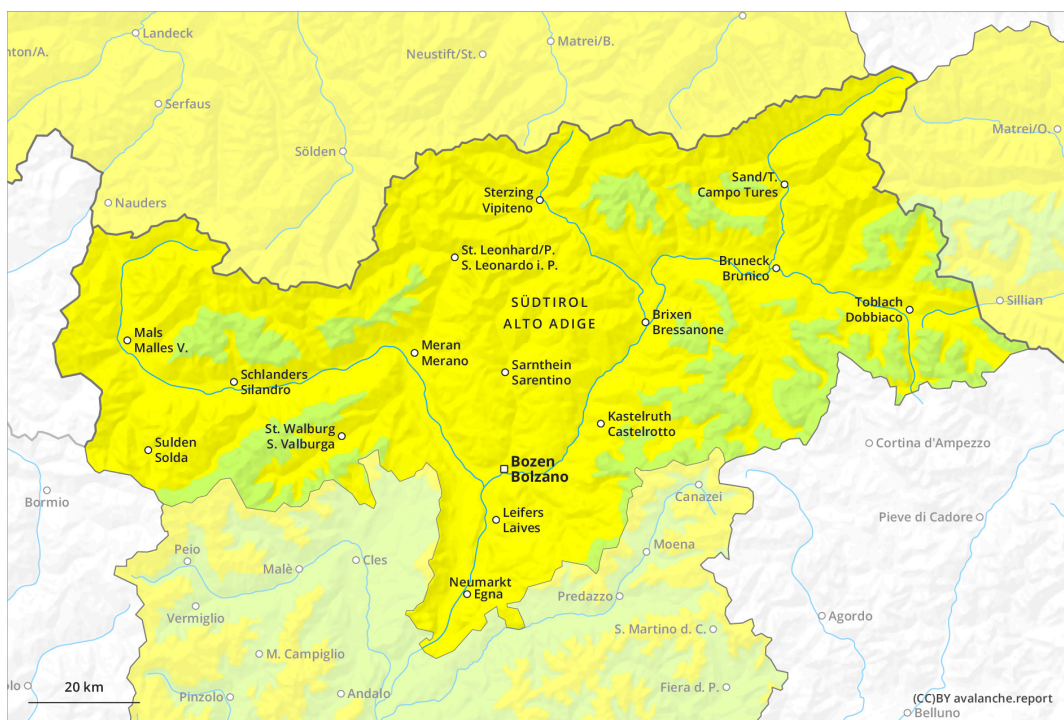 Landeck
nton/A.
Neustift/St.
Matrei/B.
Serfaus
Sölden
Matrei/O.
Nauders
Sand/T.
Campo Tures
Sterzing
Vipiteno
St. Leonhard/P.
S. Leonardo i. P.
Bruneck
Brunico
SÜDTIROL
ALTO ADIGE
Toblach
Dobbiaco
Sillian
Brixen
Bressanone
Mals
Malles V.
Meran
Merano
Sarnthein
Sarentino
Schlanders
Silandro
Kastelruth
Castelrotto
St. Walburg
S. Valburga
Sulden
Solda
Cortina d'Ampezzo
Bozen
Bolzano
Bormio
Canazei
Leifers
Laives
Pieve di Cadore
Peio
Moena
Malè
Cles
Neumarkt
Egna
Predazzo
Vermiglio
Agordo
S. Martino d. C.
M. Campiglio
20 km
olo
Pinzolo
Andalo
Fiera d. P.
(CC)BY avalanche.report
Belluno